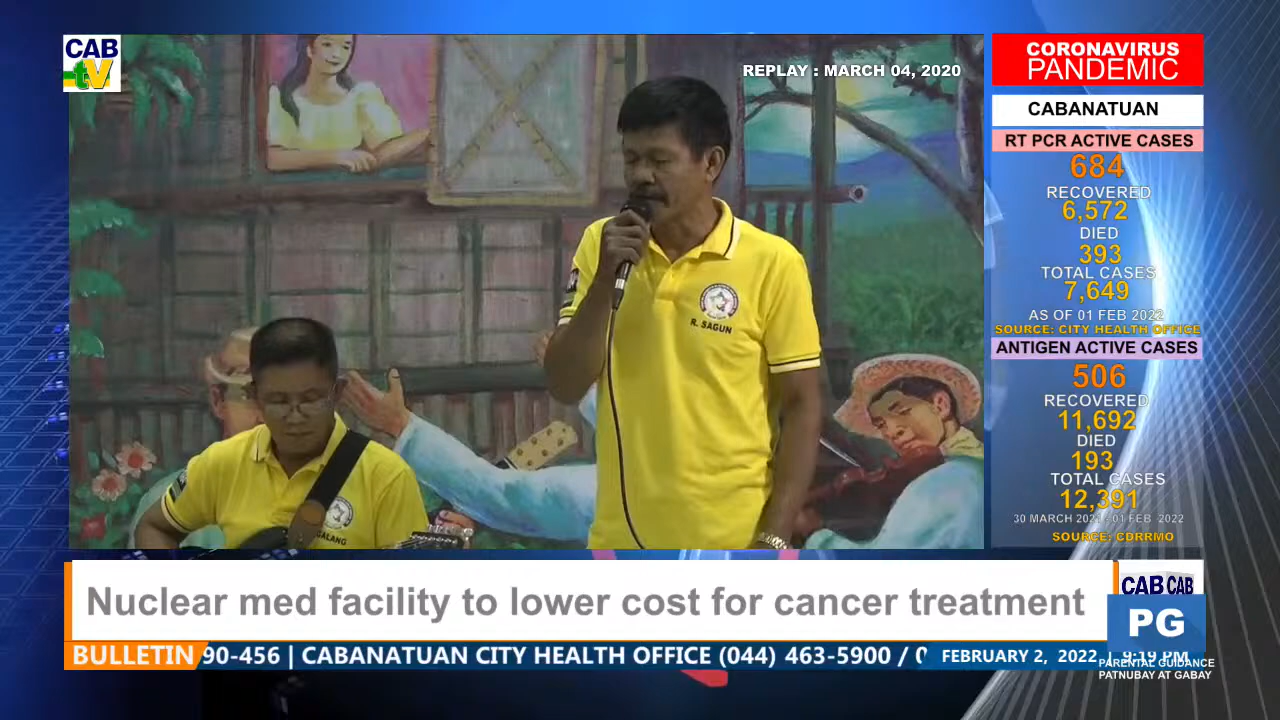 CAB
tV
REPLAY : MARCH 04, 2020
R. SAGUN
GALANG
CORONAVIRUS
PANDEMIC
CABANATUAN
RT PCR ACTIVE CASES
684
RECOVERED
6,572
DIED
393
TOTAL CASES
7,649
AS OF 01 FEB 2022
SOURCE: CITY HEALTH OFFICE
ANTIGEN ACTIVE CASES
506
RECOVERED
11,692
DIED
193
TOTAL CASES
12,391
30 MARCH 2021 - 01 FEB 2022
SOURCE: CDRRMO
Nuclear med facility to lower cost for cancer treatment
CAB CAB
PG
BULLETIN 90-456 | CABANATUAN CITY HEALTH OFFICE (044) 463-5900 / 0
FEBRUARY 2, 2022 | 9:19 PM
PARENTAL GUIDANCE
PATNUBAY AT GABAY